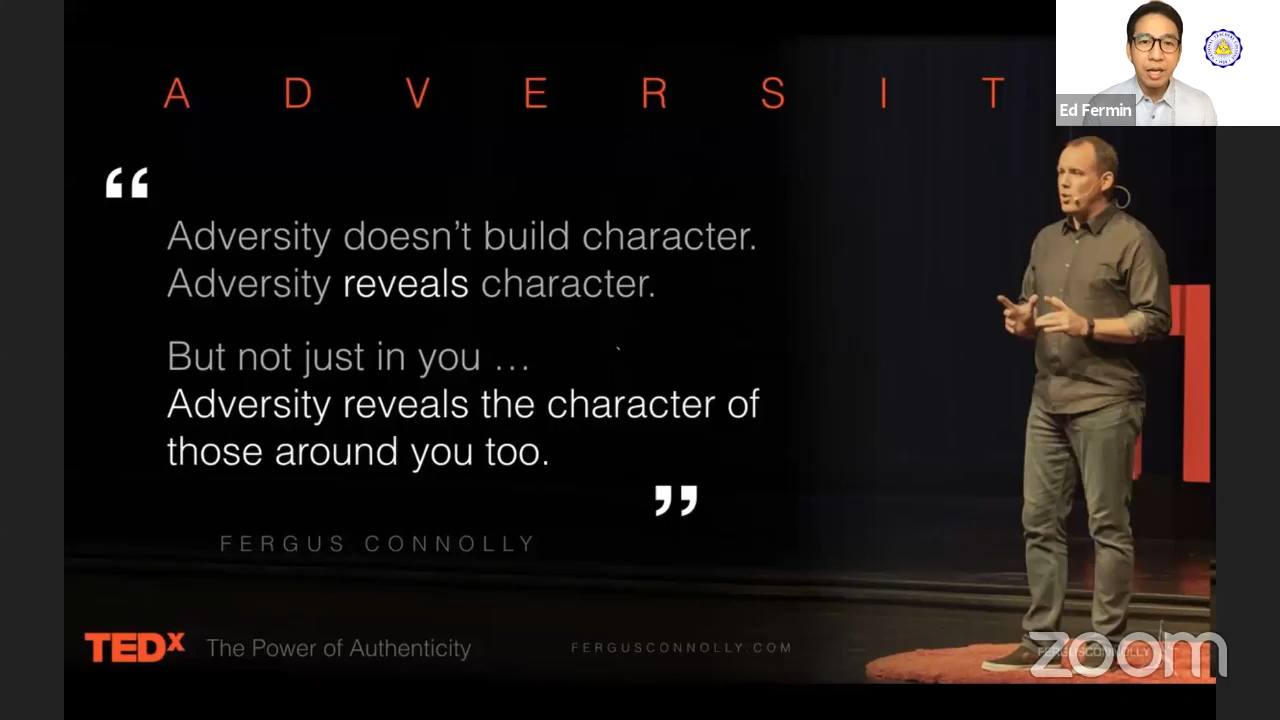 A D V E R S I T
Ed Fermin
“
Adversity doesn’t build character.
Adversity reveals character.
But not just in you ...
Adversity reveals the character of
those around you too.
”
FERGUS CONNOLLY
TEDx The Power of Authenticity
FERGUSCONNOLLY.COM
zoom